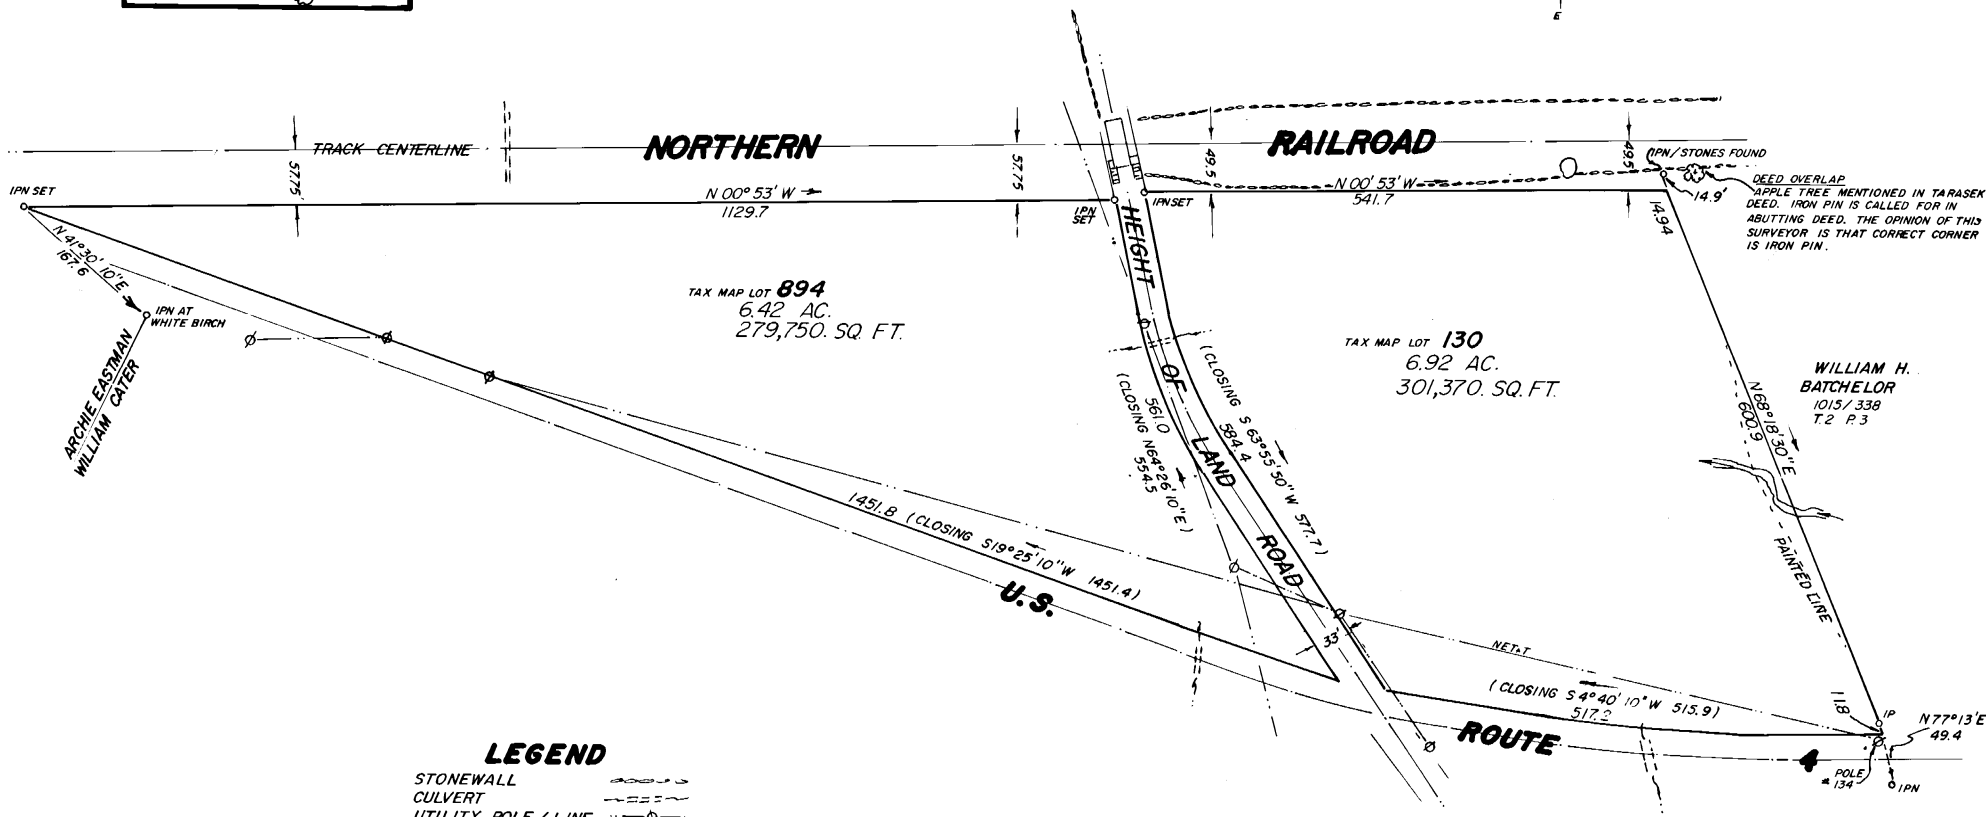 E
NORTHERN
RAILROAD
TRACK CENTERLINE
57.75
57.75
49.5
49.5
IPN/STONES FOUND
IPN SET
N 00° 53' W
1129.7
IPN
SET
IPN SET
N 00° 53' W
541.7
14.9'
14.94
DEED OVERLAP
APPLE TREE MENTIONED IN TARASEK
DEED. IRON PIN IS CALLED FOR IN
ABUTTING DEED. THE OPINION OF THIS
SURVEYOR IS THAT CORRECT CORNER
IS IRON PIN.
N 41° 30' 10" E
167.6
IPN AT
WHITE BIRCH
ARCHIE EASTMAN
WILLIAM CATER
TAX MAP LOT 894
6.42 AC.
279,750. SQ. FT.
HEIGHT OF LAND ROAD
561.0
(CLOSING N64°26'10"E)
554.5
(CLOSING S 63°55'50" W 577.7)
584.4
TAX MAP LOT 130
6.92 AC.
301,370. SQ. FT.
WILLIAM H.
BATCHELOR
1015/338
T.2 P.3
N68°18'30"E
600.9
PAINTED LINE
1451.8 (CLOSING S19°25'10"W 1451.4)
33'
NET&T
(CLOSING S 4°40'10" W 515.9)
517.2
11.8
IP
N77°13'E
49.4
U.S. ROUTE 4
POLE
# 134
IPN
LEGEND
STONEWALL
CULVERT
UTILITY POLE / LINE